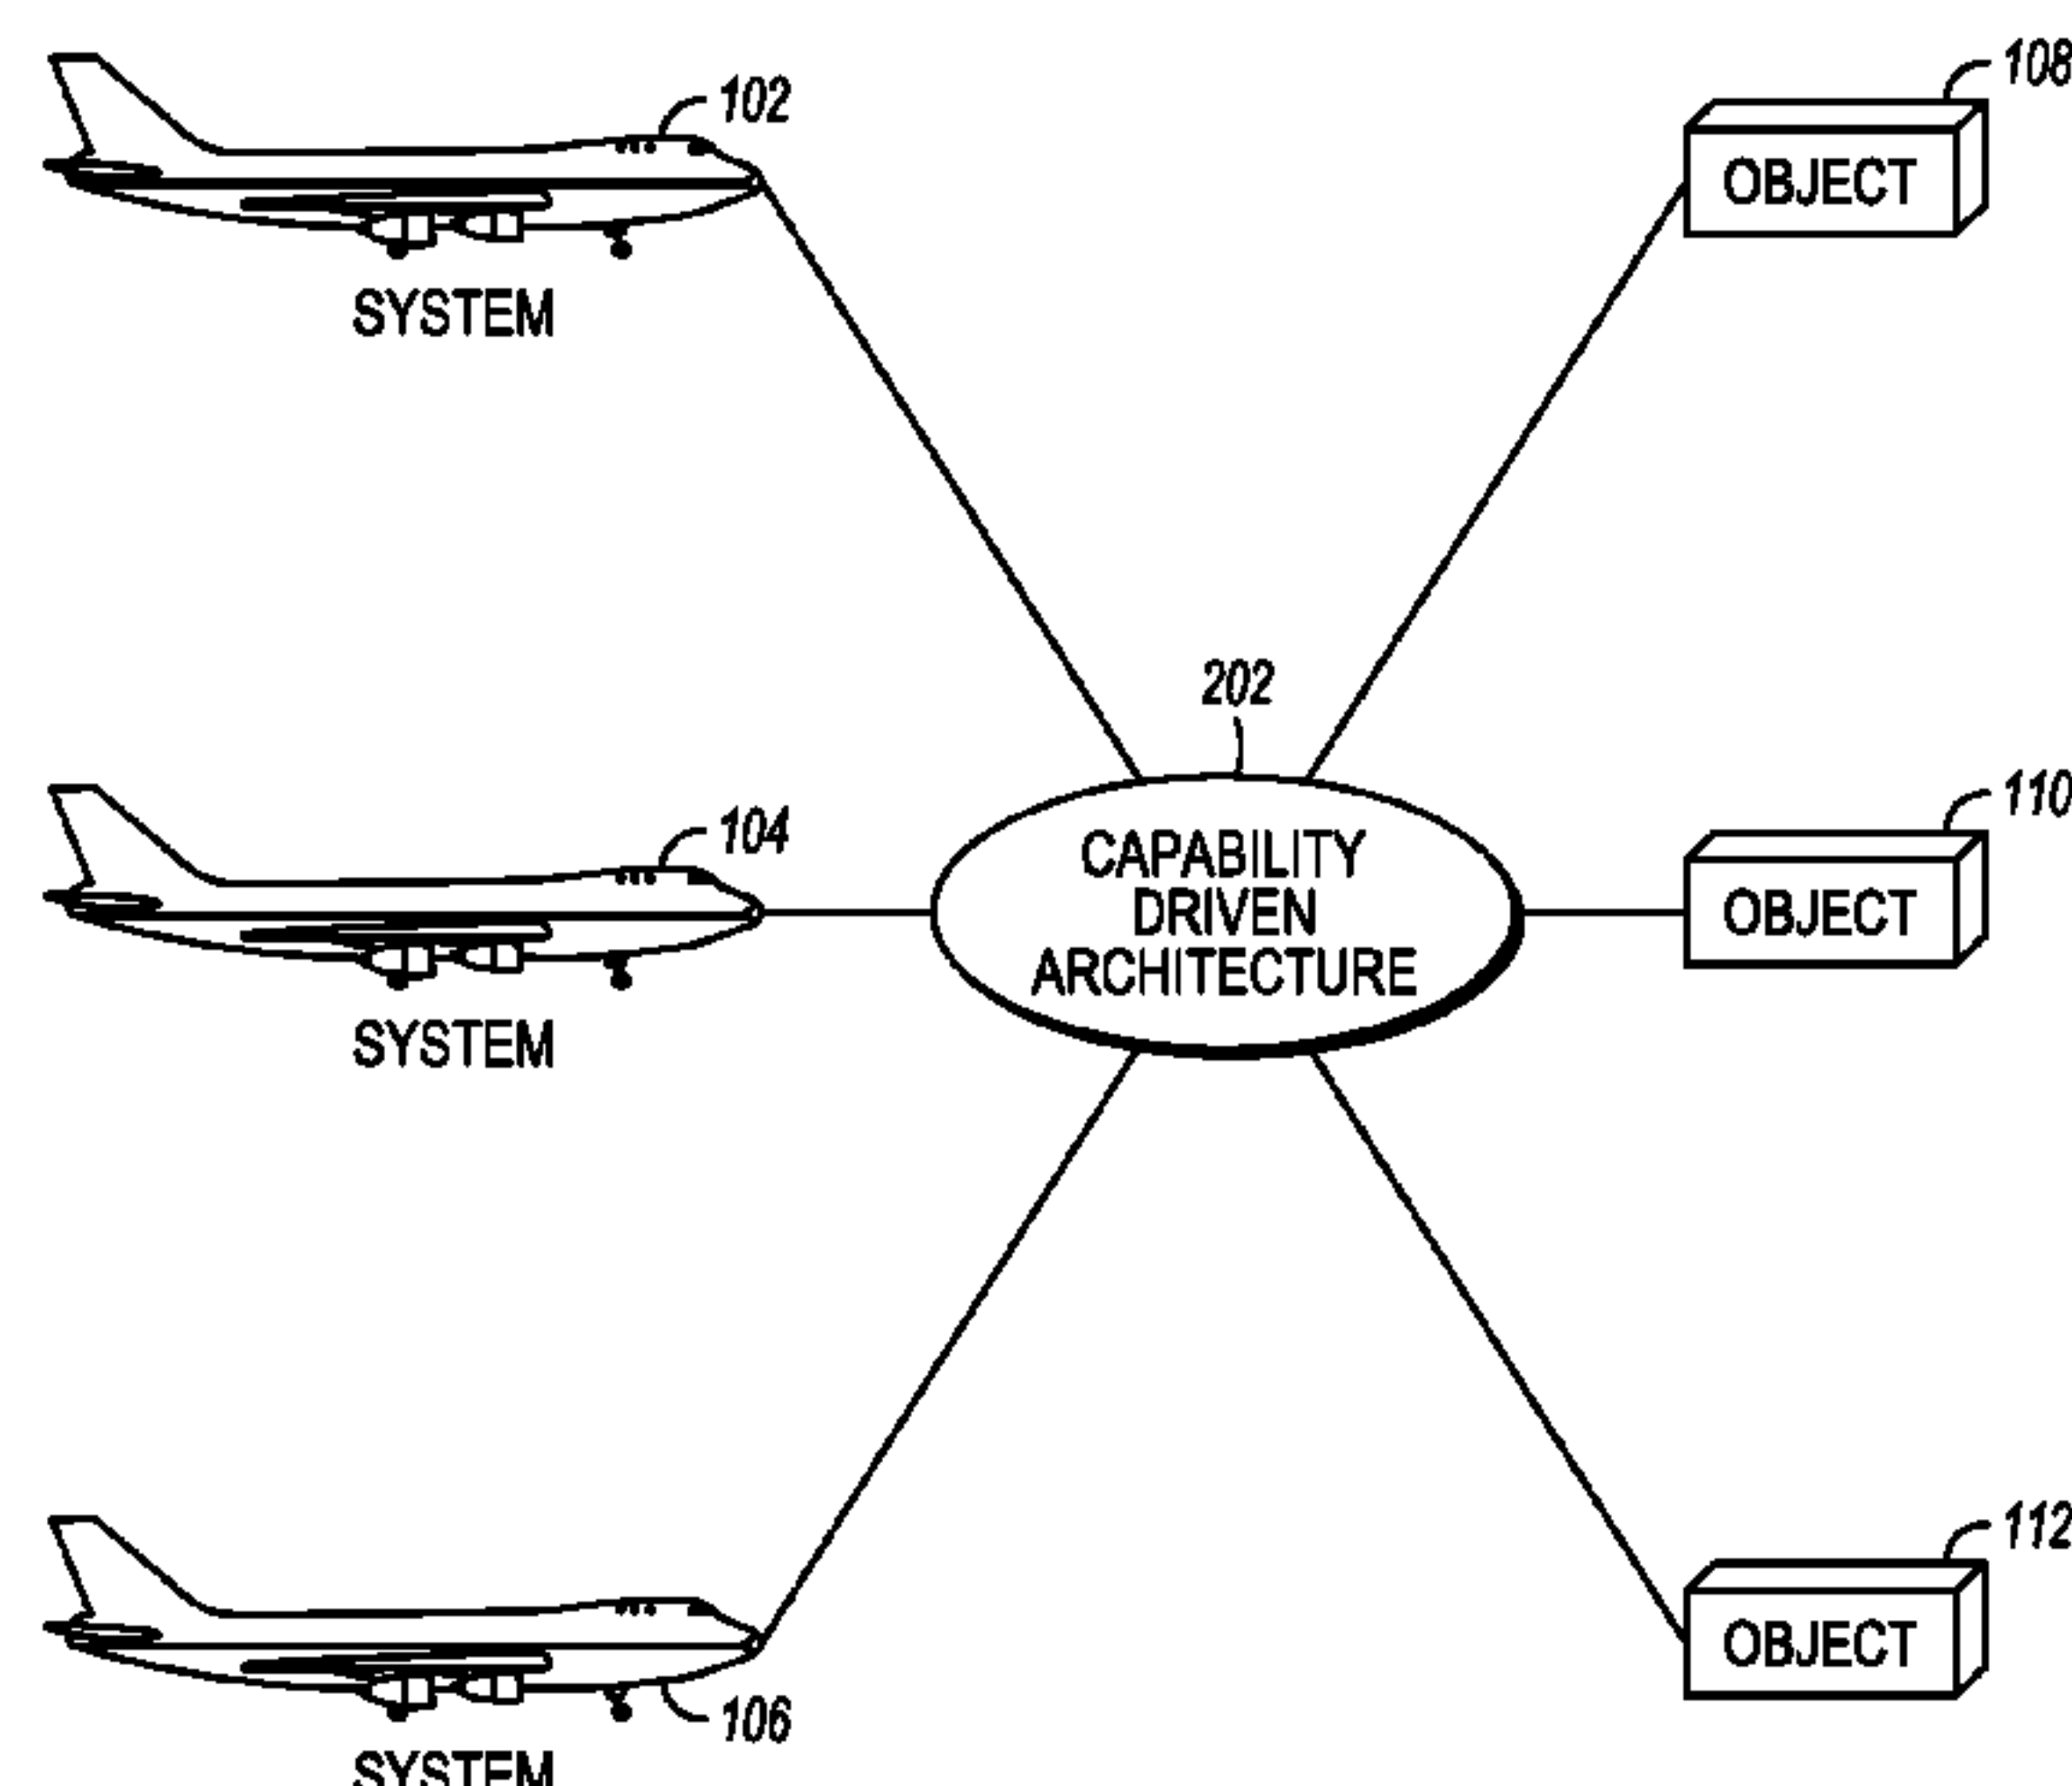 102
108
OBJECT
SYSTEM
202
104
110
CAPABILITY
DRIVEN
ARCHITECTURE
OBJECT
SYSTEM
112
OBJECT
106
SYSTEM